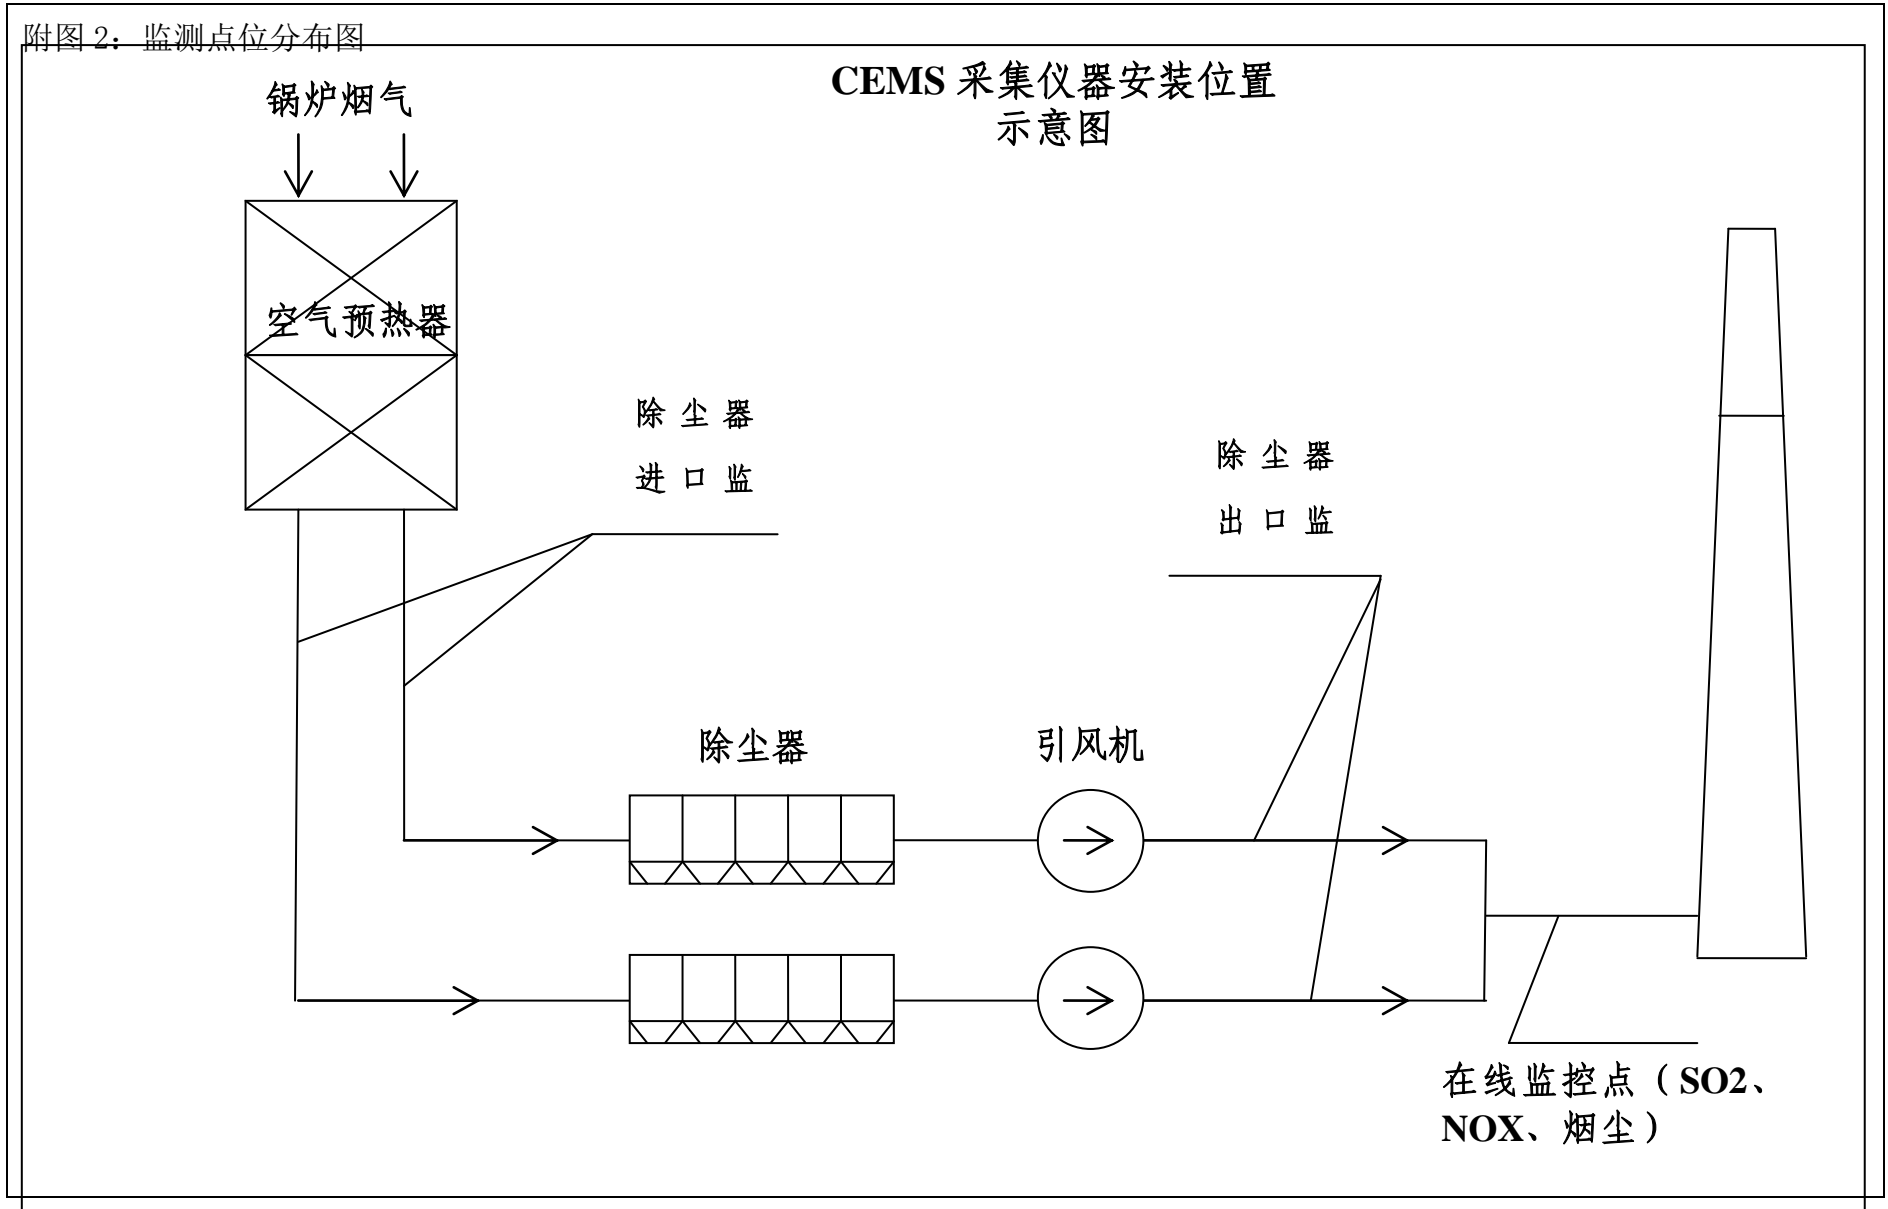 附图 2：监测点位分布图
CEMS 采集仪器安装位置
示意图
锅炉烟气
空气预热器
除尘器
进口监
除尘器
出口监
除尘器
引风机
在线监控点（SO2、
NOX、烟尘）